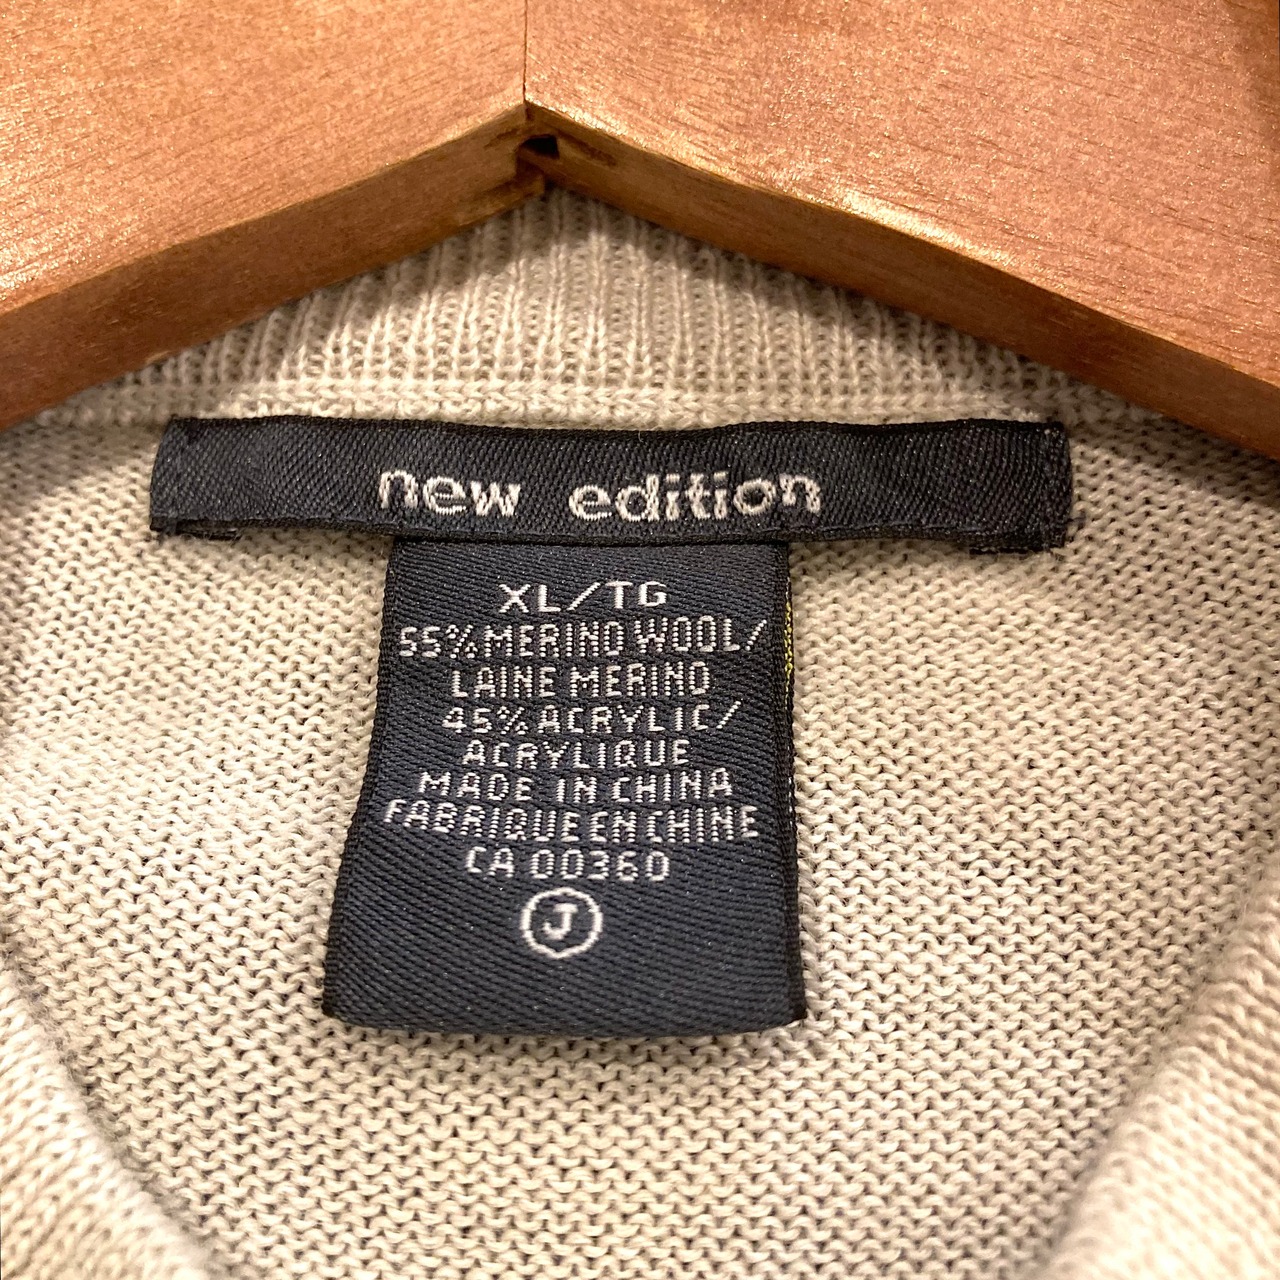 new edition
XL/TG
55% MERINO WOOL/
LAINE MERINO
45% ACRYLIC/
ACRYLIQUE
MADE IN CHINA
FABRIQUE EN CHINE
CA 00360
J